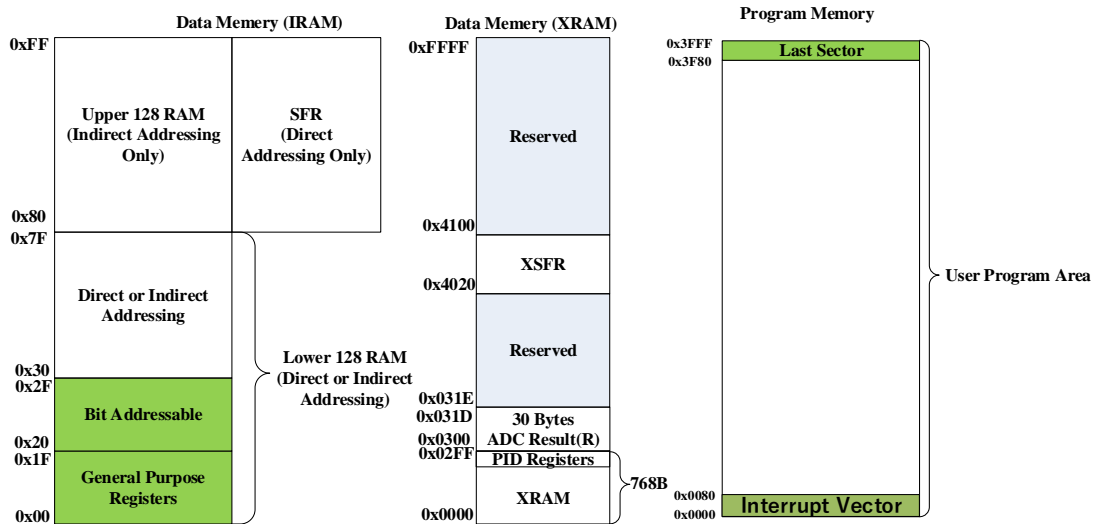 Data Memery (IRAM)
0xFF
Upper 128 RAM
(Indirect Addressing
Only)
SFR
(Direct
Addressing Only)
0x80
0x7F
Direct or Indirect
Addressing
0x30
0x2F
Bit Addressable
0x20
0x1F
General Purpose
Registers
0x00
Lower 128 RAM
(Direct or Indirect
Addressing)
Data Memery (XRAM)
0xFFFF
Reserved
0x4100
XSFR
0x4020
Reserved
0x031E
0x031D
30 Bytes
ADC Result(R)
0x0300
0x02FF
PID Registers
XRAM
0x0000
768B
Program Memory
0x3FFF
Last Sector
0x3F80
User Program Area
0x0080
Interrupt Vector
0x0000